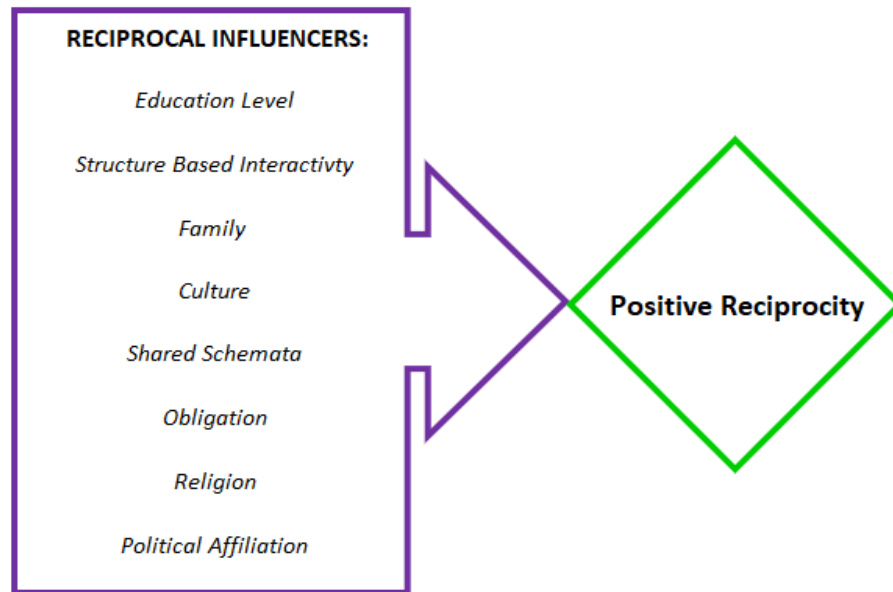 RECIPROCAL INFLUENCERS:
Education Level
Structure Based Interactivty
Family
Culture
Shared Schemata
Obligation
Religion
Political Affiliation
Positive Reciprocity